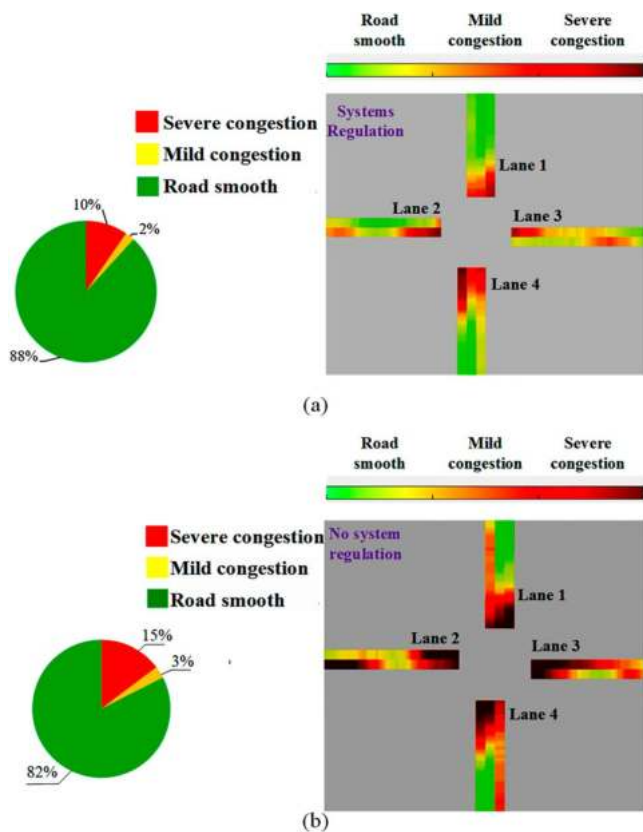 Road smooth
Mild congestion
Severe congestion
Severe congestion
Mild congestion
Road smooth
10%
2%
88%
Systems
Regulation
Lane 1
Lane 2
Lane 3
Lane 4
(a)
Road smooth
Mild congestion
Severe congestion
Severe congestion
Mild congestion
Road smooth
15%
3%
82%
No system
regulation
Lane 1
Lane 2
Lane 3
Lane 4
(b)